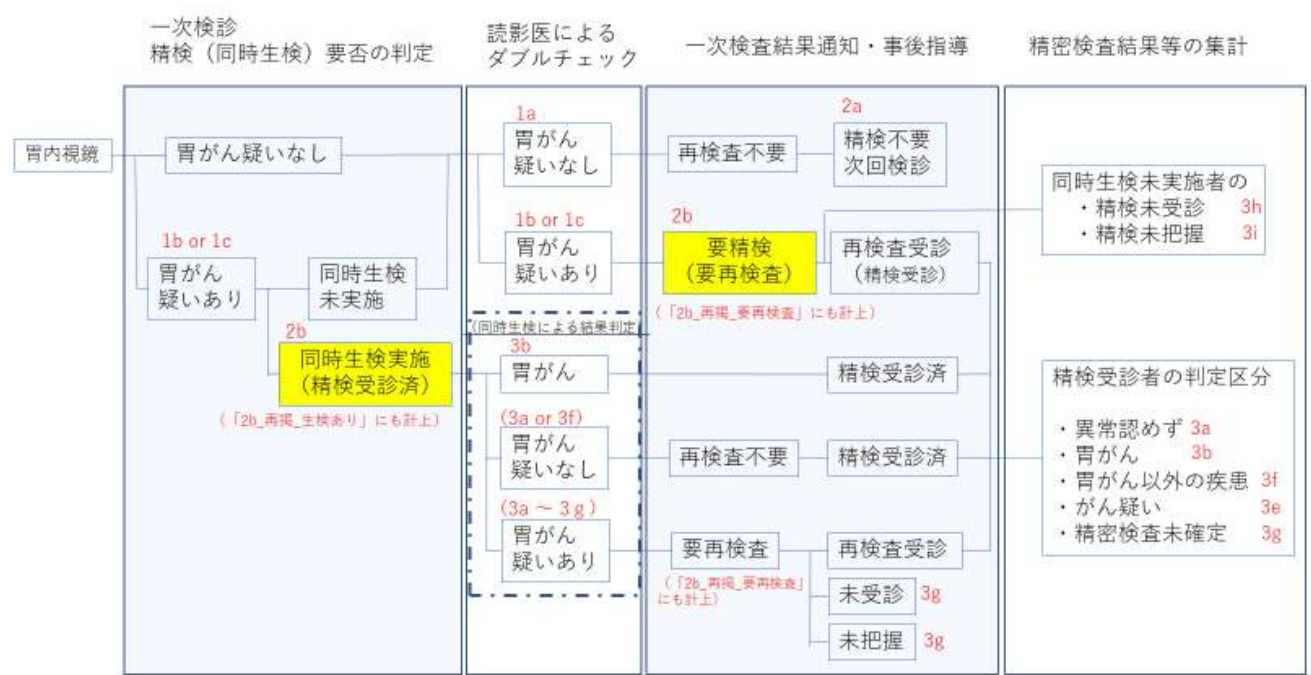 一次検診
精検（同時生検）要否の判定
読影医による
ダブルチェック
一次検査結果通知・事後指導
精密検査結果等の集計
胃内視鏡
胃がん疑いなし
1b or 1c
胃がん
疑いあり
同時生検
未実施
2b
同時生検実施
（精検受診済）
（「2b_再掲_生検あり」にも計上）
1a
胃がん
疑いなし
1b or 1c
胃がん
疑いあり
（同時生検による結果判定
3b
胃がん
(3a or 3f)
胃がん
疑いなし
(3a ～ 3ｇ)
胃がん
疑いあり
再検査不要
2a
精検不要
次回検診
2b
要精検
（要再検査）
再検査受診
（精検受診）
（「2b_再掲_要再検査」にも計上）
精検受診済
再検査不要
精検受診済
要再検査
再検査受診
（「2b_再掲_要再検査」
にも計上）
未受診 3g
未把握 3g
同時生検未実施者の
・精検未受診 3h
・精検未把握 3i
精検受診者の判定区分
・異常認めず 3a
・胃がん 3b
・胃がん以外の疾患 3f
・がん疑い 3e
・精密検査未確定 3g